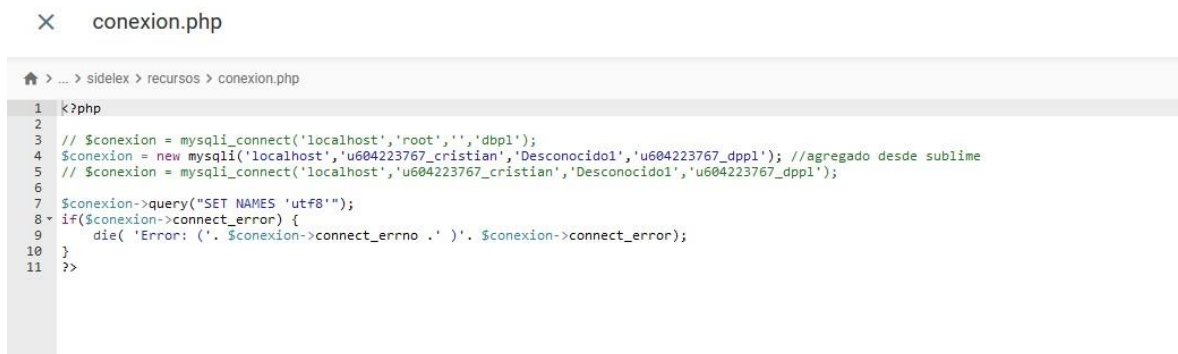 conexion.php
... > sidelex > recursos > conexion.php
1 <?php
2
3 // $conexion = mysqli_connect('localhost','root','','dbpl');
4 $conexion = new mysqli('localhost','u604223767_cristian','Desconocido1','u604223767_dppl'); //agregado desde sublime
5 // $conexion = mysqli_connect('localhost','u604223767_cristian','Desconocido1','u604223767_dppl');
6
7 $conexion->query("SET NAMES 'utf8'");
8 if($conexion->connect_error) {
9     die( 'Error: ('. $conexion->connect_errno .' )'. $conexion->connect_error);
10 }
11 ?>